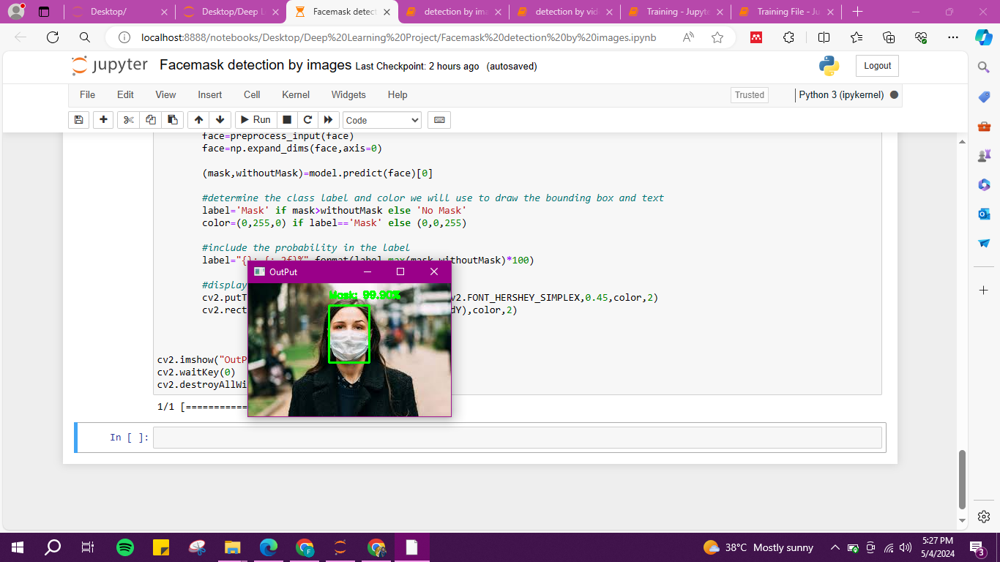 Desktop/
Desktop/Deep L
Facemask detect
detection by ima
detection by vide
Training - Jupyte
Training File - Ju
localhost:8888/notebooks/Desktop/Deep%20Learning%20Project/Facemask%20detection%20by%20images.ipynb
jupyter Facemask detection by images Last Checkpoint: 2 hours ago (autosaved)
Logout
File Edit View Insert Cell Kernel Widgets Help
Trusted
Python 3 (ipykernel)
Run
Code
face=preprocess_input(face)
face=np.expand_dims(face,axis=0)
(mask,withoutMask)=model.predict(face)[0]
#determine the class label and color we will use to draw the bounding box and text
label='Mask' if mask>withoutMask else 'No Mask'
color=(0,255,0) if label=='Mask' else (0,0,255)
#include the probability in the label
label="{}: {:.2f}%".format(label,max(mask,withoutMask)*100)
OutPut
#display
cv2.putT
v2.FONT_HERSHEY_SIMPLEX,0.45,color,2)
cv2.rect
dY),color,2)
Mask: 99.90%
cv2.imshow("OutP
cv2.waitKey(0)
cv2.destroyAllWi
1/1 [===========
In [ ]:
38°C Mostly sunny
5:27 PM
5/4/2024
3